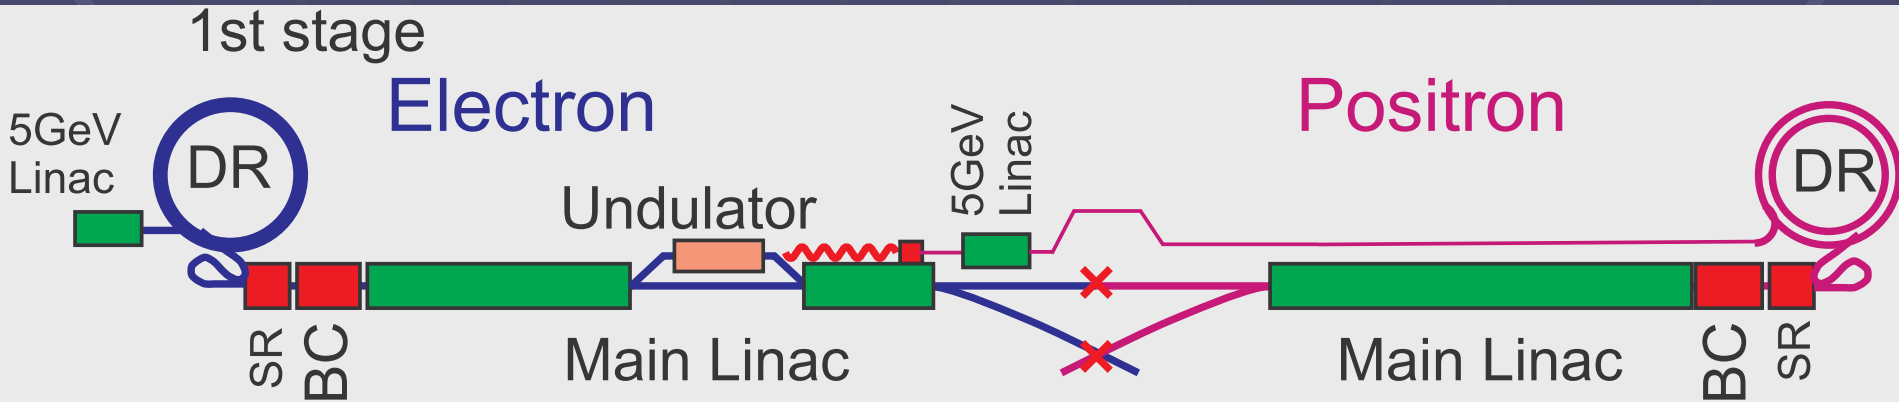 1st stage
Electron
Positron
5GeV
Linac
DR
Undulator
5GeV
Linac
DR
SR
BC
Main Linac
Main Linac
BC
SR